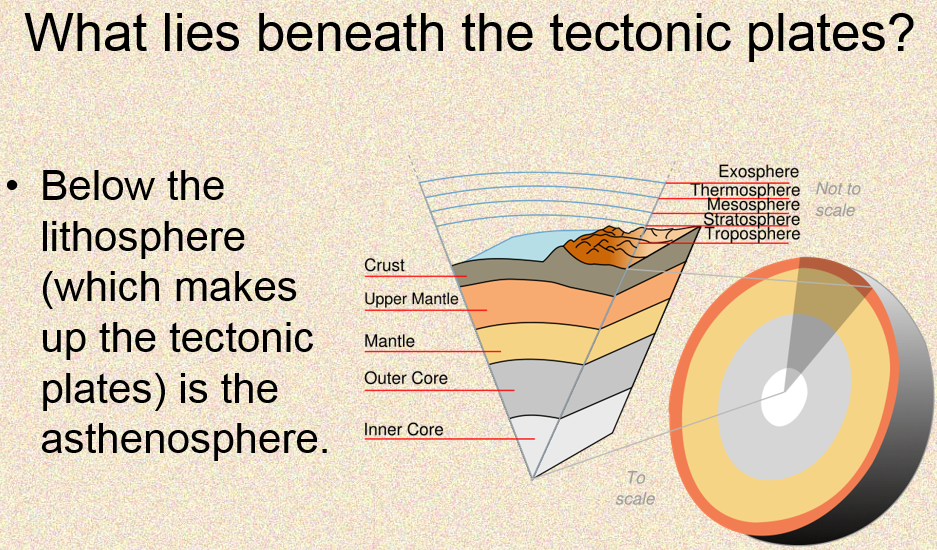 What lies beneath the tectonic plates?
• Below the
lithosphere
(which makes
up the tectonic
plates) is the
asthenosphere.
Exosphere
Thermosphere
Mesosphere
Stratosphere
Troposphere
Not to
scale
Crust
Upper Mantle
Mantle
Outer Core
Inner Core
To
scale